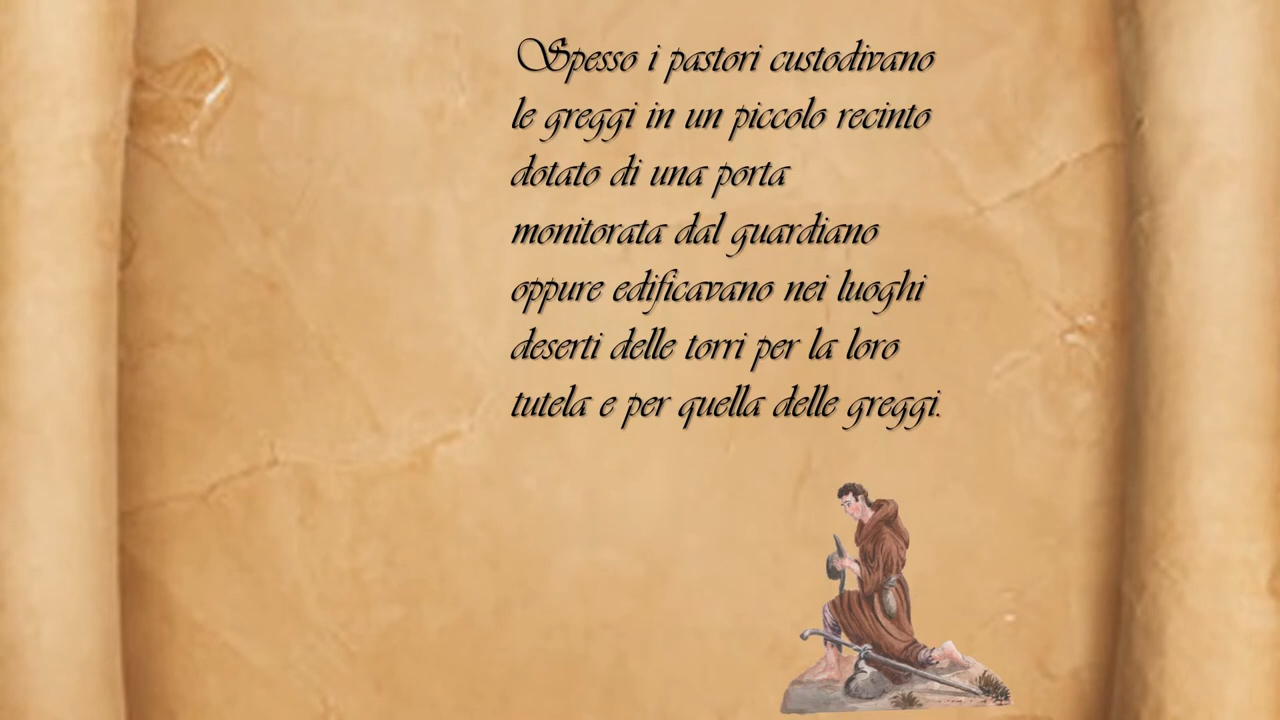 Spesso i pastori custodivano
le greggi in un piccolo recinto
dotato di una porta
monitorata dal guardiano
oppure edificavano nei luoghi
deserti delle torri per la loro
tutela e per quella delle greggi.